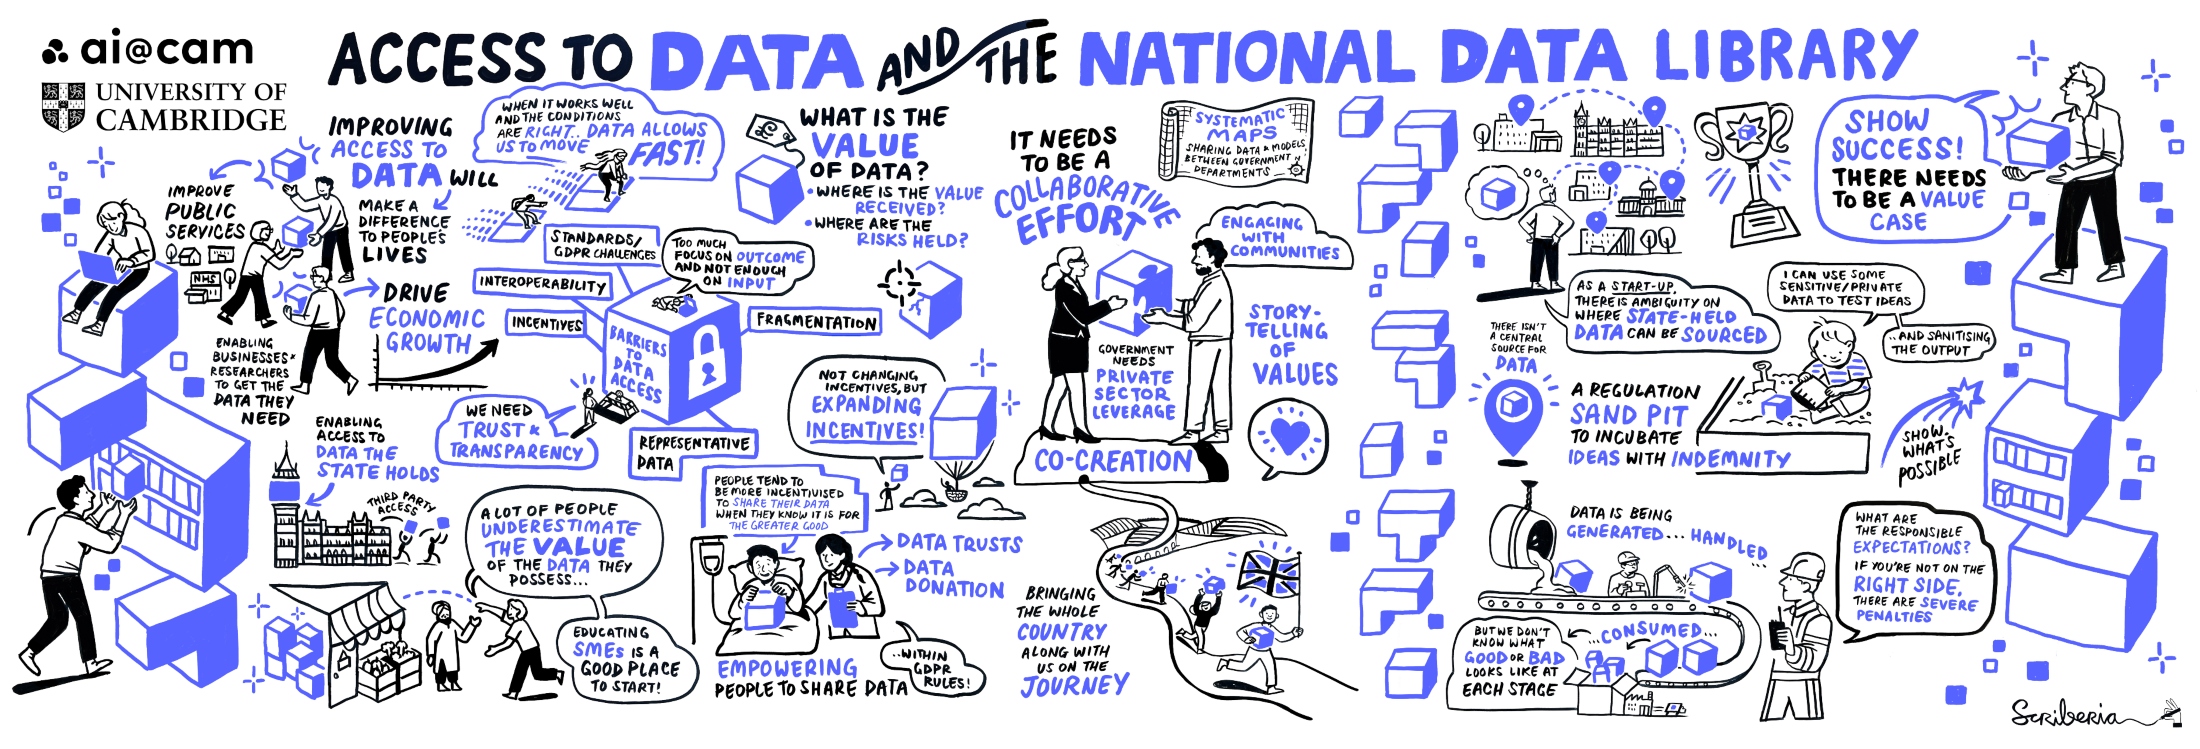 ai@cam
UNIVERSITY OF
CAMBRIDGE
ACCESS TO DATA AND THE NATIONAL DATA LIBRARY
IMPROVING
ACCESS TO
DATA WILL
IMPROVE
PUBLIC
SERVICES
NHS
MAKE A
DIFFERENCE
TO PEOPLES
LIVES
DRIVE
ECONOMIC
GROWTH
ENABLING
BUSINESSES+
RESEARCHERS
TO GET THE
DATA THEY
NEED
ENABLING
ACCESS TO
DATA THE
STATE HOLDS
THIRD PARTY
ACCESS
WHEN IT WORKS WELL
AND THE CONDITIONS
ARE RIGHT.. DATA ALLOWS
US TO MOVE FAST!
WHAT IS THE
VALUE
OF DATA?
• WHERE IS THE VALUE
RECEIVED?
• WHERE ARE THE
RISKS HELD?
£
STANDARDS/
GDPR CHALLENGES
INTEROPERABILITY
INCENTIVES
TOO MUCH
FOCUS ON OUTCOME
AND NOT ENOUGH
ON INPUT
FRAGMENTATION
BARRIERS
TO
DATA
ACCESS
WE NEED
TRUST &
TRANSPARENCY
REPRESENTATIVE
DATA
NOT CHANGING
INCENTIVES, BUT
EXPANDING
INCENTIVES!
A LOT OF PEOPLE
UNDERESTIMATE
THE VALUE
OF THE DATA THEY
POSSESS...
EDUCATING
SMEs IS A
GOOD PLACE
TO START!
PEOPLE TEND TO
BE MORE INCENTIVISED
TO SHARE THEIR DATA
WHEN THEY KNOW IT IS FOR
THE GREATER GOOD
DATA TRUSTS
DATA
DONATION
EMPOWERING
PEOPLE TO SHARE DATA
..WITHIN
GDPR
RULES!
IT NEEDS
TO BE A
COLLABORATIVE
EFFORT
SYSTEMATIC
MAPS
SHARING DATA & MODELS
BETWEEN GOVERNMENT
DEPARTMENTS
N
ENGAGING
WITH
COMMUNITIES
GOVERNMENT
NEEDS
PRIVATE
SECTOR
LEVERAGE
STORY-
TELLING
OF
VALUES
CO-CREATION
BRINGING
THE WHOLE
COUNTRY
ALONG WITH
US ON THE
JOURNEY
SHOW
SUCCESS!
THERE NEEDS
TO BE A VALUE
CASE
AS A START-UP,
THERE IS AMBIGUITY ON
WHERE STATE-HELD
DATA CAN BE SOURCED
THERE ISN'T
A CENTRAL
SOURCE FOR
DATA
I CAN USE SOME
SENSITIVE/PRIVATE
DATA TO TEST IDEAS
..AND SANITISING
THE OUTPUT
A REGULATION
SAND PIT
TO INCUBATE
IDEAS WITH INDEMNITY
SHOW
WHAT'S
POSSIBLE
DATA IS BEING
GENERATED... HANDLED...
...CONSUMED...
BUT WE DON'T
KNOW WHAT
GOOD OR BAD
LOOKS LIKE AT
EACH STAGE
WHAT ARE
THE RESPONSIBLE
EXPECTATIONS?
IF YOU'RE NOT ON THE
RIGHT SIDE,
THERE ARE SEVERE
PENALTIES
Scriberia